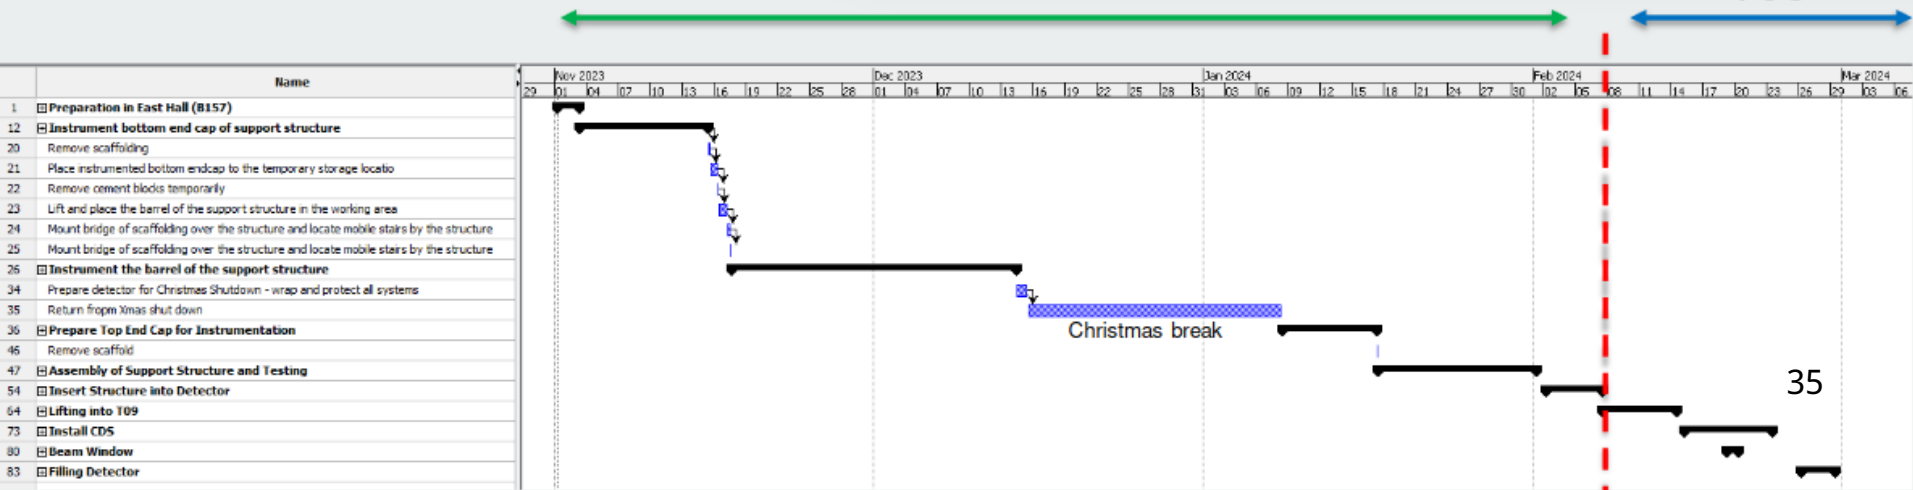 Name
Nov 2023 Dec 2023 Jan 2024 Feb 2024 Mar 2024
29 01 04 07 10 13 16 19 22 25 28 01 04 07 10 13 16 19 22 25 28 31 03 06 09 12 15 18 21 24 27 30 02 05 08 11 14 17 20 23 26 29 03 06
1 Preparation in East Hall (B157)
12 Instrument bottom end cap of support structure
20 Remove scaffolding
21 Place instrumented bottom endcap to the temporary storage locatio
22 Remove cement blocks temporarily
23 Lift and place the barrel of the support structure in the working area
24 Mount bridge of scaffolding over the structure and locate mobile stairs by the structure
25 Mount bridge of scaffolding over the structure and locate mobile stairs by the structure
26 Instrument the barrel of the support structure
34 Prepare detector for Christmas Shutdown - wrap and protect all systems
35 Return fropm Xmas shut down
Christmas break
36 Prepare Top End Cap for Instrumentation
46 Remove scaffold
47 Assembly of Support Structure and Testing
35
54 Insert Structure into Detector
64 Lifting into T09
73 Install CDS
80 Beam Window
83 Filling Detector